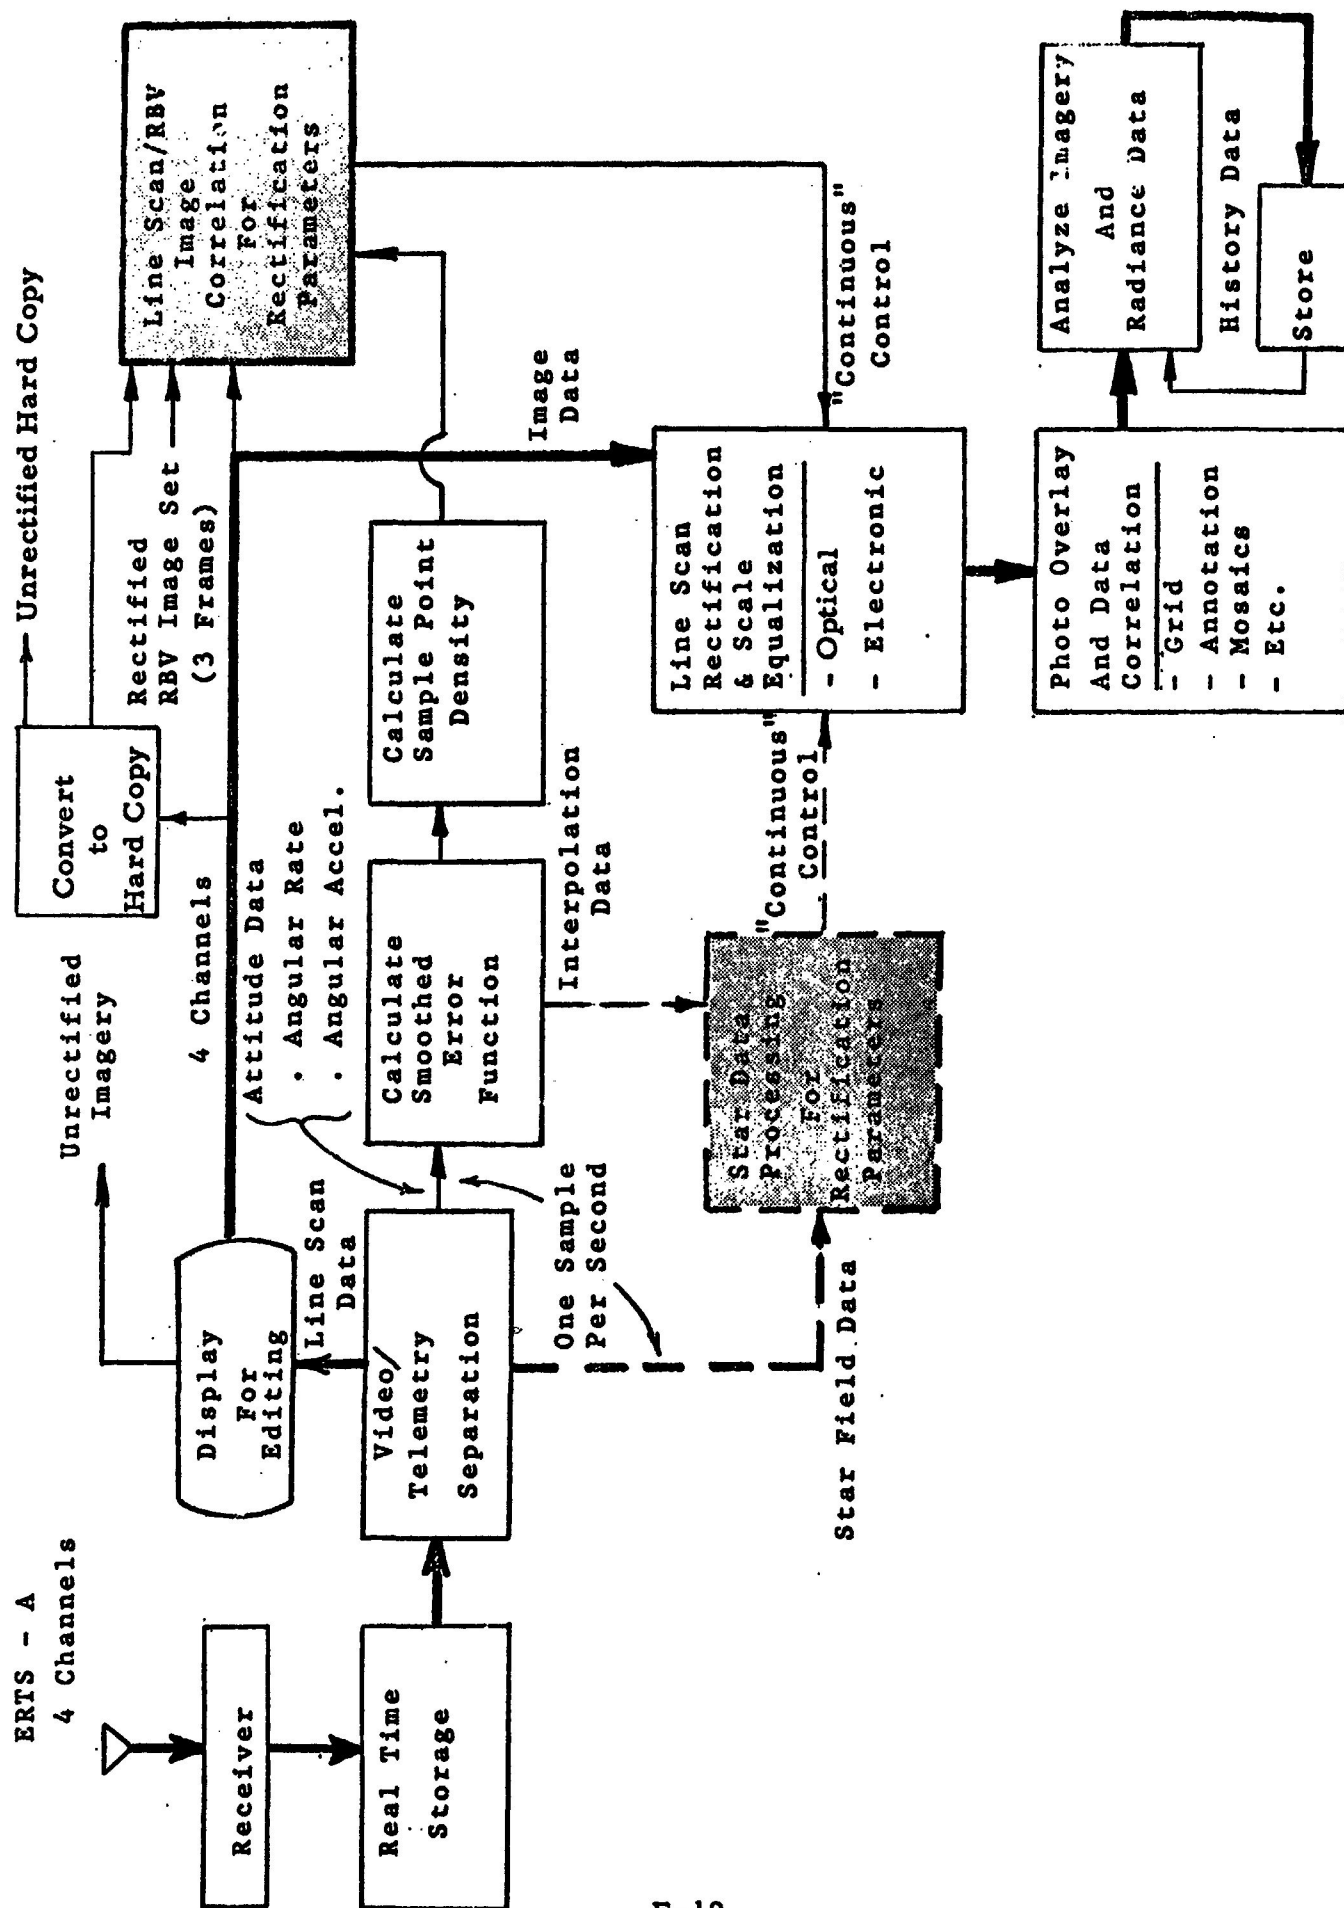 ERTS - A
4 Channels
Receiver
Real Time
Storage
Video/
Telemetry
Separation
Line Scan
Data
Display
For
Editing
Unrectified
Imagery
4 Channels
Convert
to
Hard Copy
Unrectified Hard Copy
Rectified
RBV Image Set
(3 Frames)
Line Scan/RBV
Image
Correlation
For
Rectification
Parameters
Attitude Data
. Angular Rate
. Angular Accel.
One Sample
Per Second
Calculate
Smoothed
Error
Function
Calculate
Sample Point
Density
Interpolation
Data
Star Field Data
Star Data
Processing
For
Rectification
Parameters
"Continuous"
Control
Image
Data
"Continuous"
Control
Line Scan
Rectification
& Scale
Equalization
- Optical
- Electronic
Photo Overlay
And Data
Correlation
- Grid
- Annotation
- Mosaics
- Etc.
Analyze Imagery
And
Radiance Data
History Data
Store